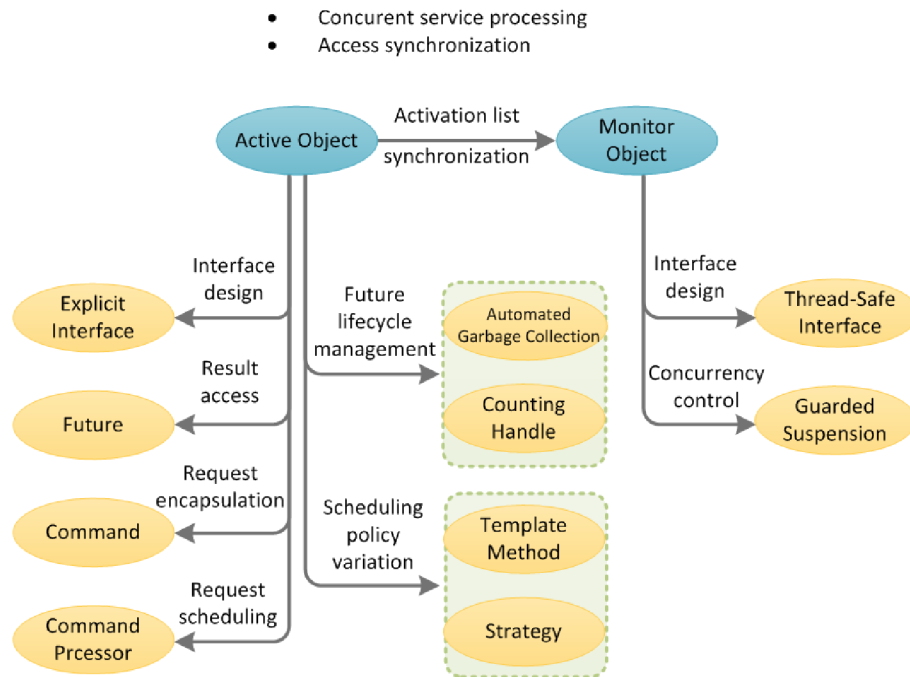 • Concurent service processing
• Access synchronization
Active Object
Activation list
synchronization
Monitor
Object
Interface
design
Explicit
Interface
Result
access
Future
Request
encapsulation
Command
Request
scheduling
Command
Prcessor
Future
lifecycle
management
Automated
Garbage Collection
Counting
Handle
Scheduling
policy
variation
Template
Method
Strategy
Interface
design
Thread-Safe
Interface
Concurrency
control
Guarded
Suspension